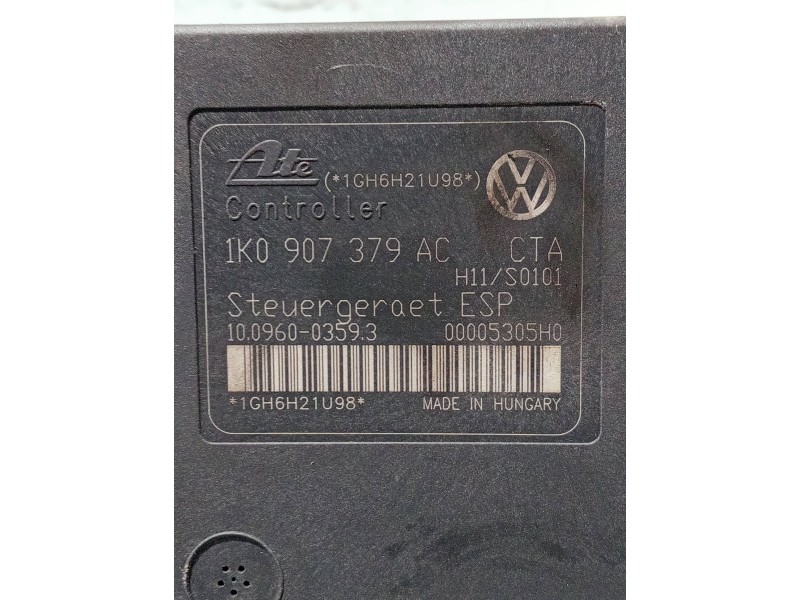 Ate (*1GH6H21U98*)
Controller
1K0 907 379 AC CTA
H11/S0101
Steuergeraet ESP
10.0960-0359.3 00005305H0
*1GH6H21U98* MADE IN HUNGARY